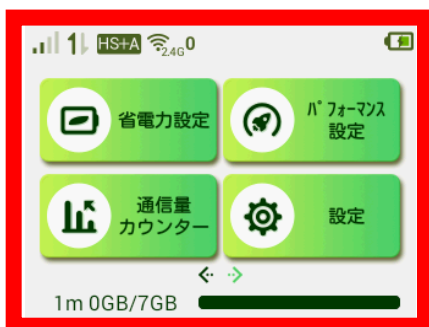 1 HS+A 2.4G 0
省電力設定
ﾊﾟﾌｫｰﾏﾝｽ
設定
通信量
カウンター
設定
1m 0GB/7GB